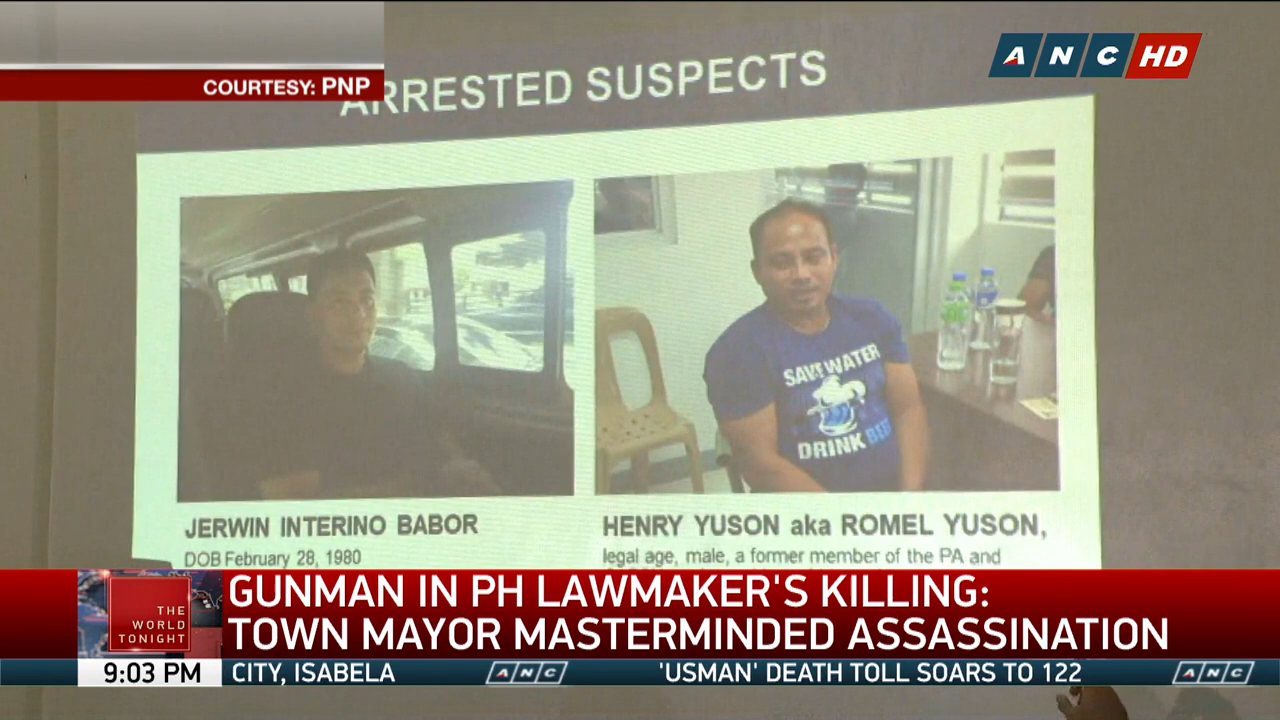 COURTESY: PNP
ANC HD
ARRESTED SUSPECTS
SAVE WATER
DRINK BEER
JERWIN INTERINO BABOR
DOB February 28, 1980
HENRY YUSON aka ROMEL YUSON,
legal age, male, a former member of the PA and
THE
WORLD
TONIGHT
GUNMAN IN PH LAWMAKER'S KILLING:
TOWN MAYOR MASTERMINDED ASSASSINATION
9:03 PM
CITY, ISABELA ANC 'USMAN' DEATH TOLL SOARS TO 122 ANC